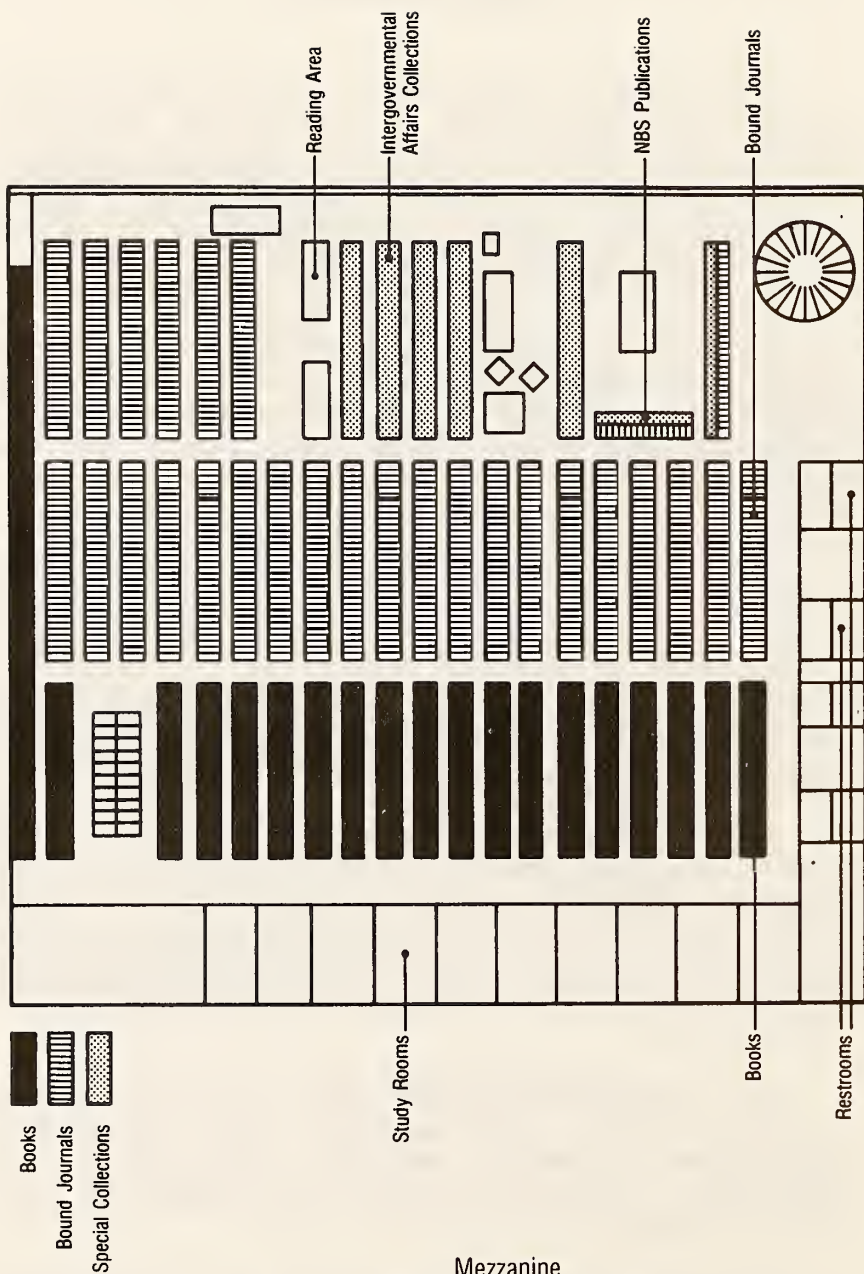 Reading Area
Intergovernmental
Affairs Collections
NBS Publications
Bound Journals
Books
Bound Journals
Special Collections
Study Rooms
Books
Restrooms
Mezzanine